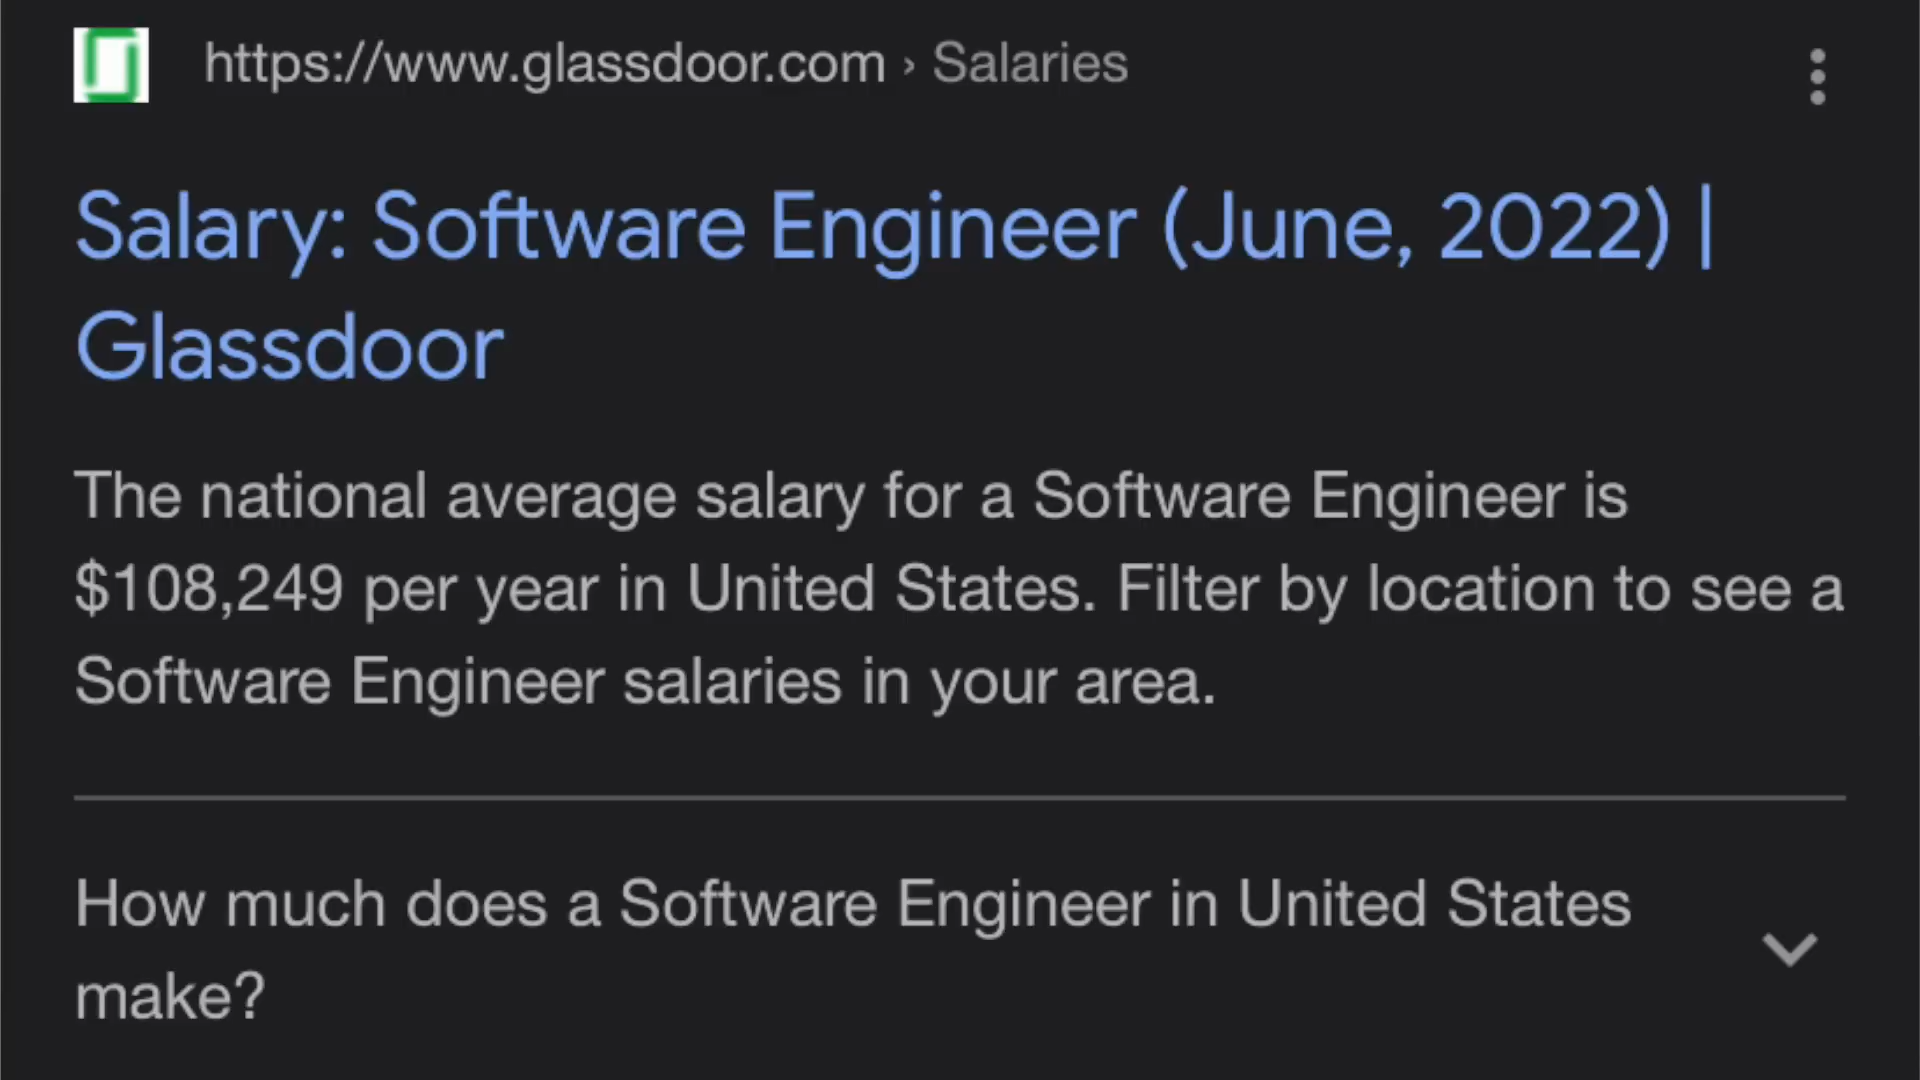 https://www.glassdoor.com › Salaries
Salary: Software Engineer (June, 2022) |
Glassdoor
The national average salary for a Software Engineer is
$108,249 per year in United States. Filter by location to see a
Software Engineer salaries in your area.
How much does a Software Engineer in United States
make?